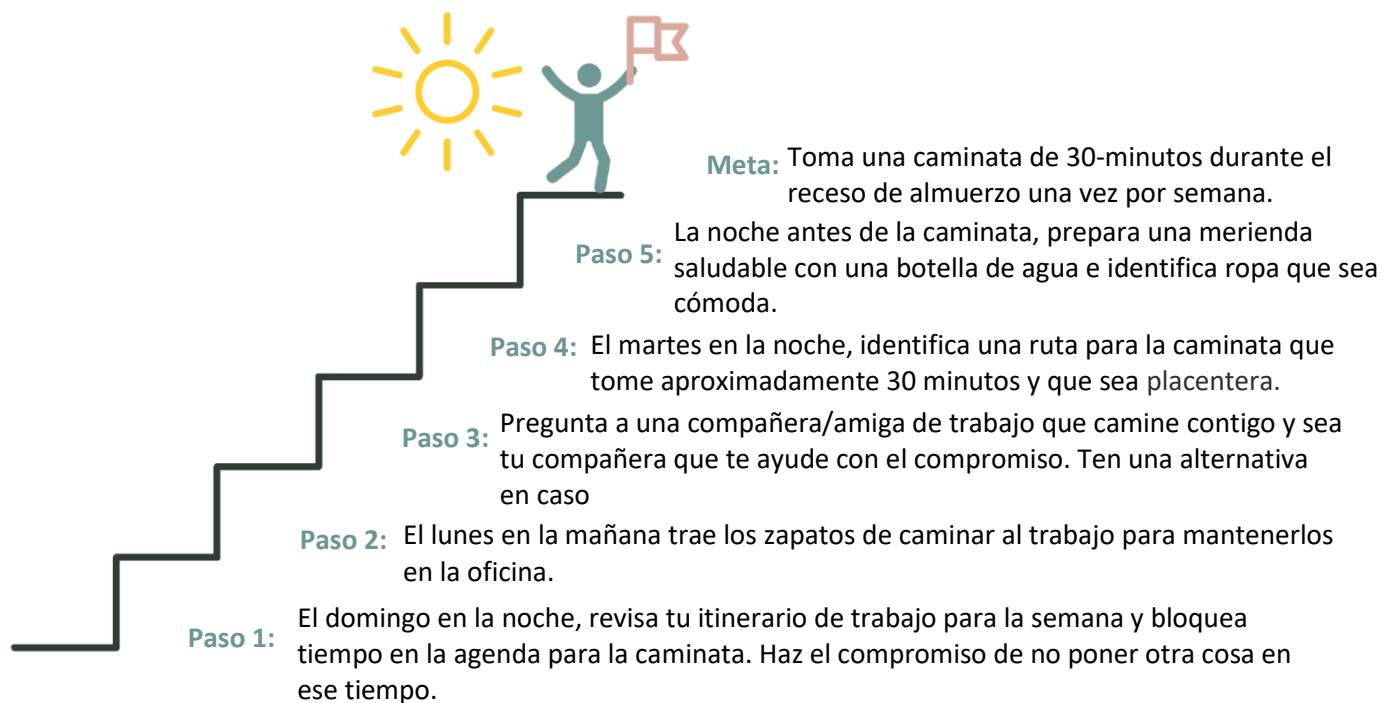 Meta: Toma una caminata de 30-minutos durante el
receso de almuerzo una vez por semana.
Paso 5: La noche antes de la caminata, prepara una merienda
saludable con una botella de agua e identifica ropa que sea
cómoda.
Paso 4: El martes en la noche, identifica una ruta para la caminata que
tome aproximadamente 30 minutos y que sea placentera.
Paso 3: Pregunta a una compañera/amiga de trabajo que camine contigo y sea
tu compañera que te ayude con el compromiso. Ten una alternativa
en caso
Paso 2: El lunes en la mañana trae los zapatos de caminar al trabajo para mantenerlos
en la oficina.
Paso 1: El domingo en la noche, revisa tu itinerario de trabajo para la semana y bloquea
tiempo en la agenda para la caminata. Haz el compromiso de no poner otra cosa en
ese tiempo.